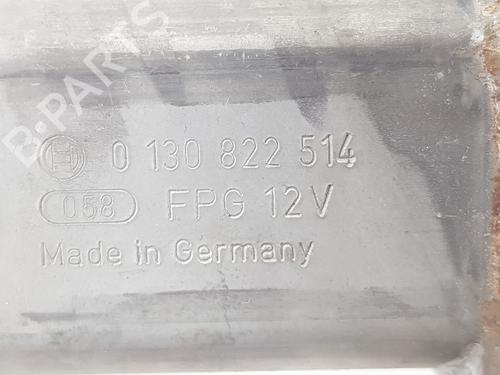 B-PARTS
0 130 822 514
058 FPG 12V
Made in Germany